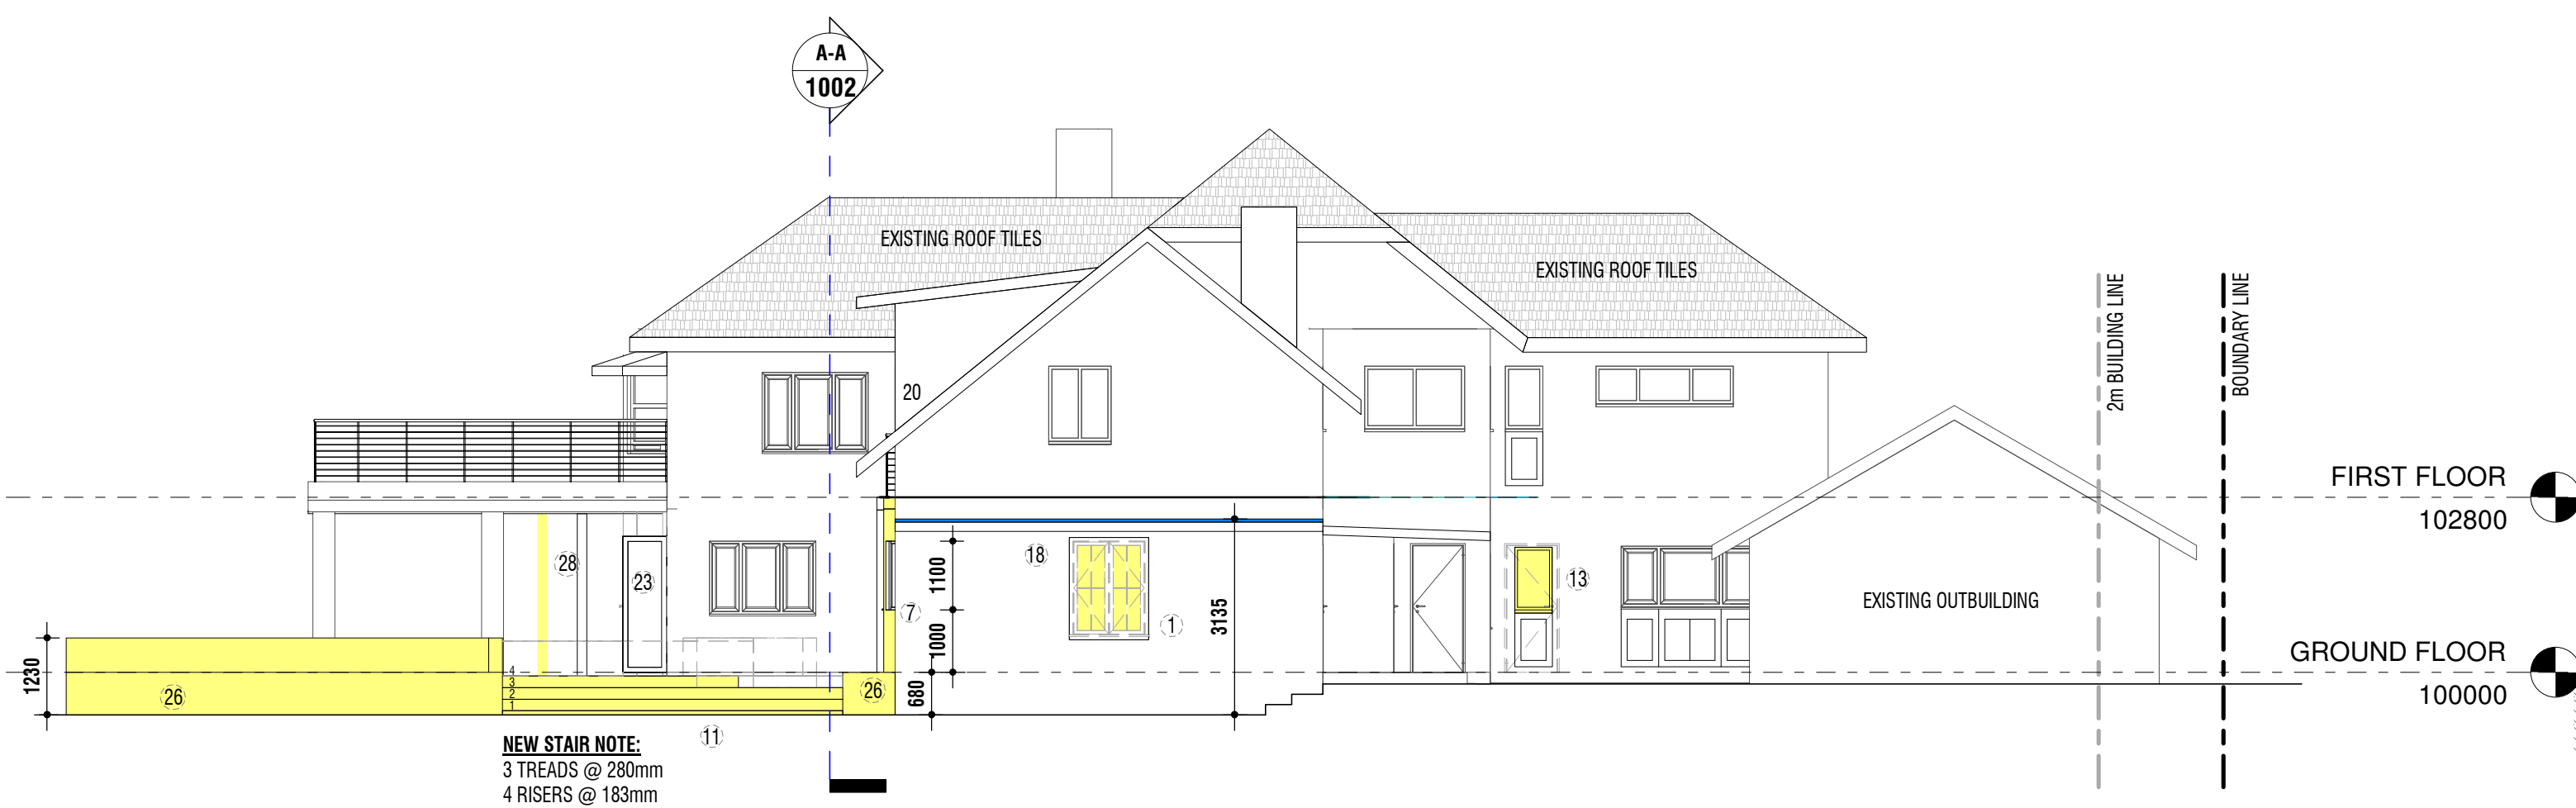 A-A
1002
EXISTING ROOF TILES
EXISTING ROOF TILES
2m BUILDING LINE
BOUNDARY LINE
20
FIRST FLOOR
102800
28
23
18
1100
7
1000
1
3135
13
EXISTING OUTBUILDING
GROUND FLOOR
100000
1230
26
4
3
2
1
26
680
11
NEW STAIR NOTE:
3 TREADS @ 280mm
4 RISERS @ 183mm